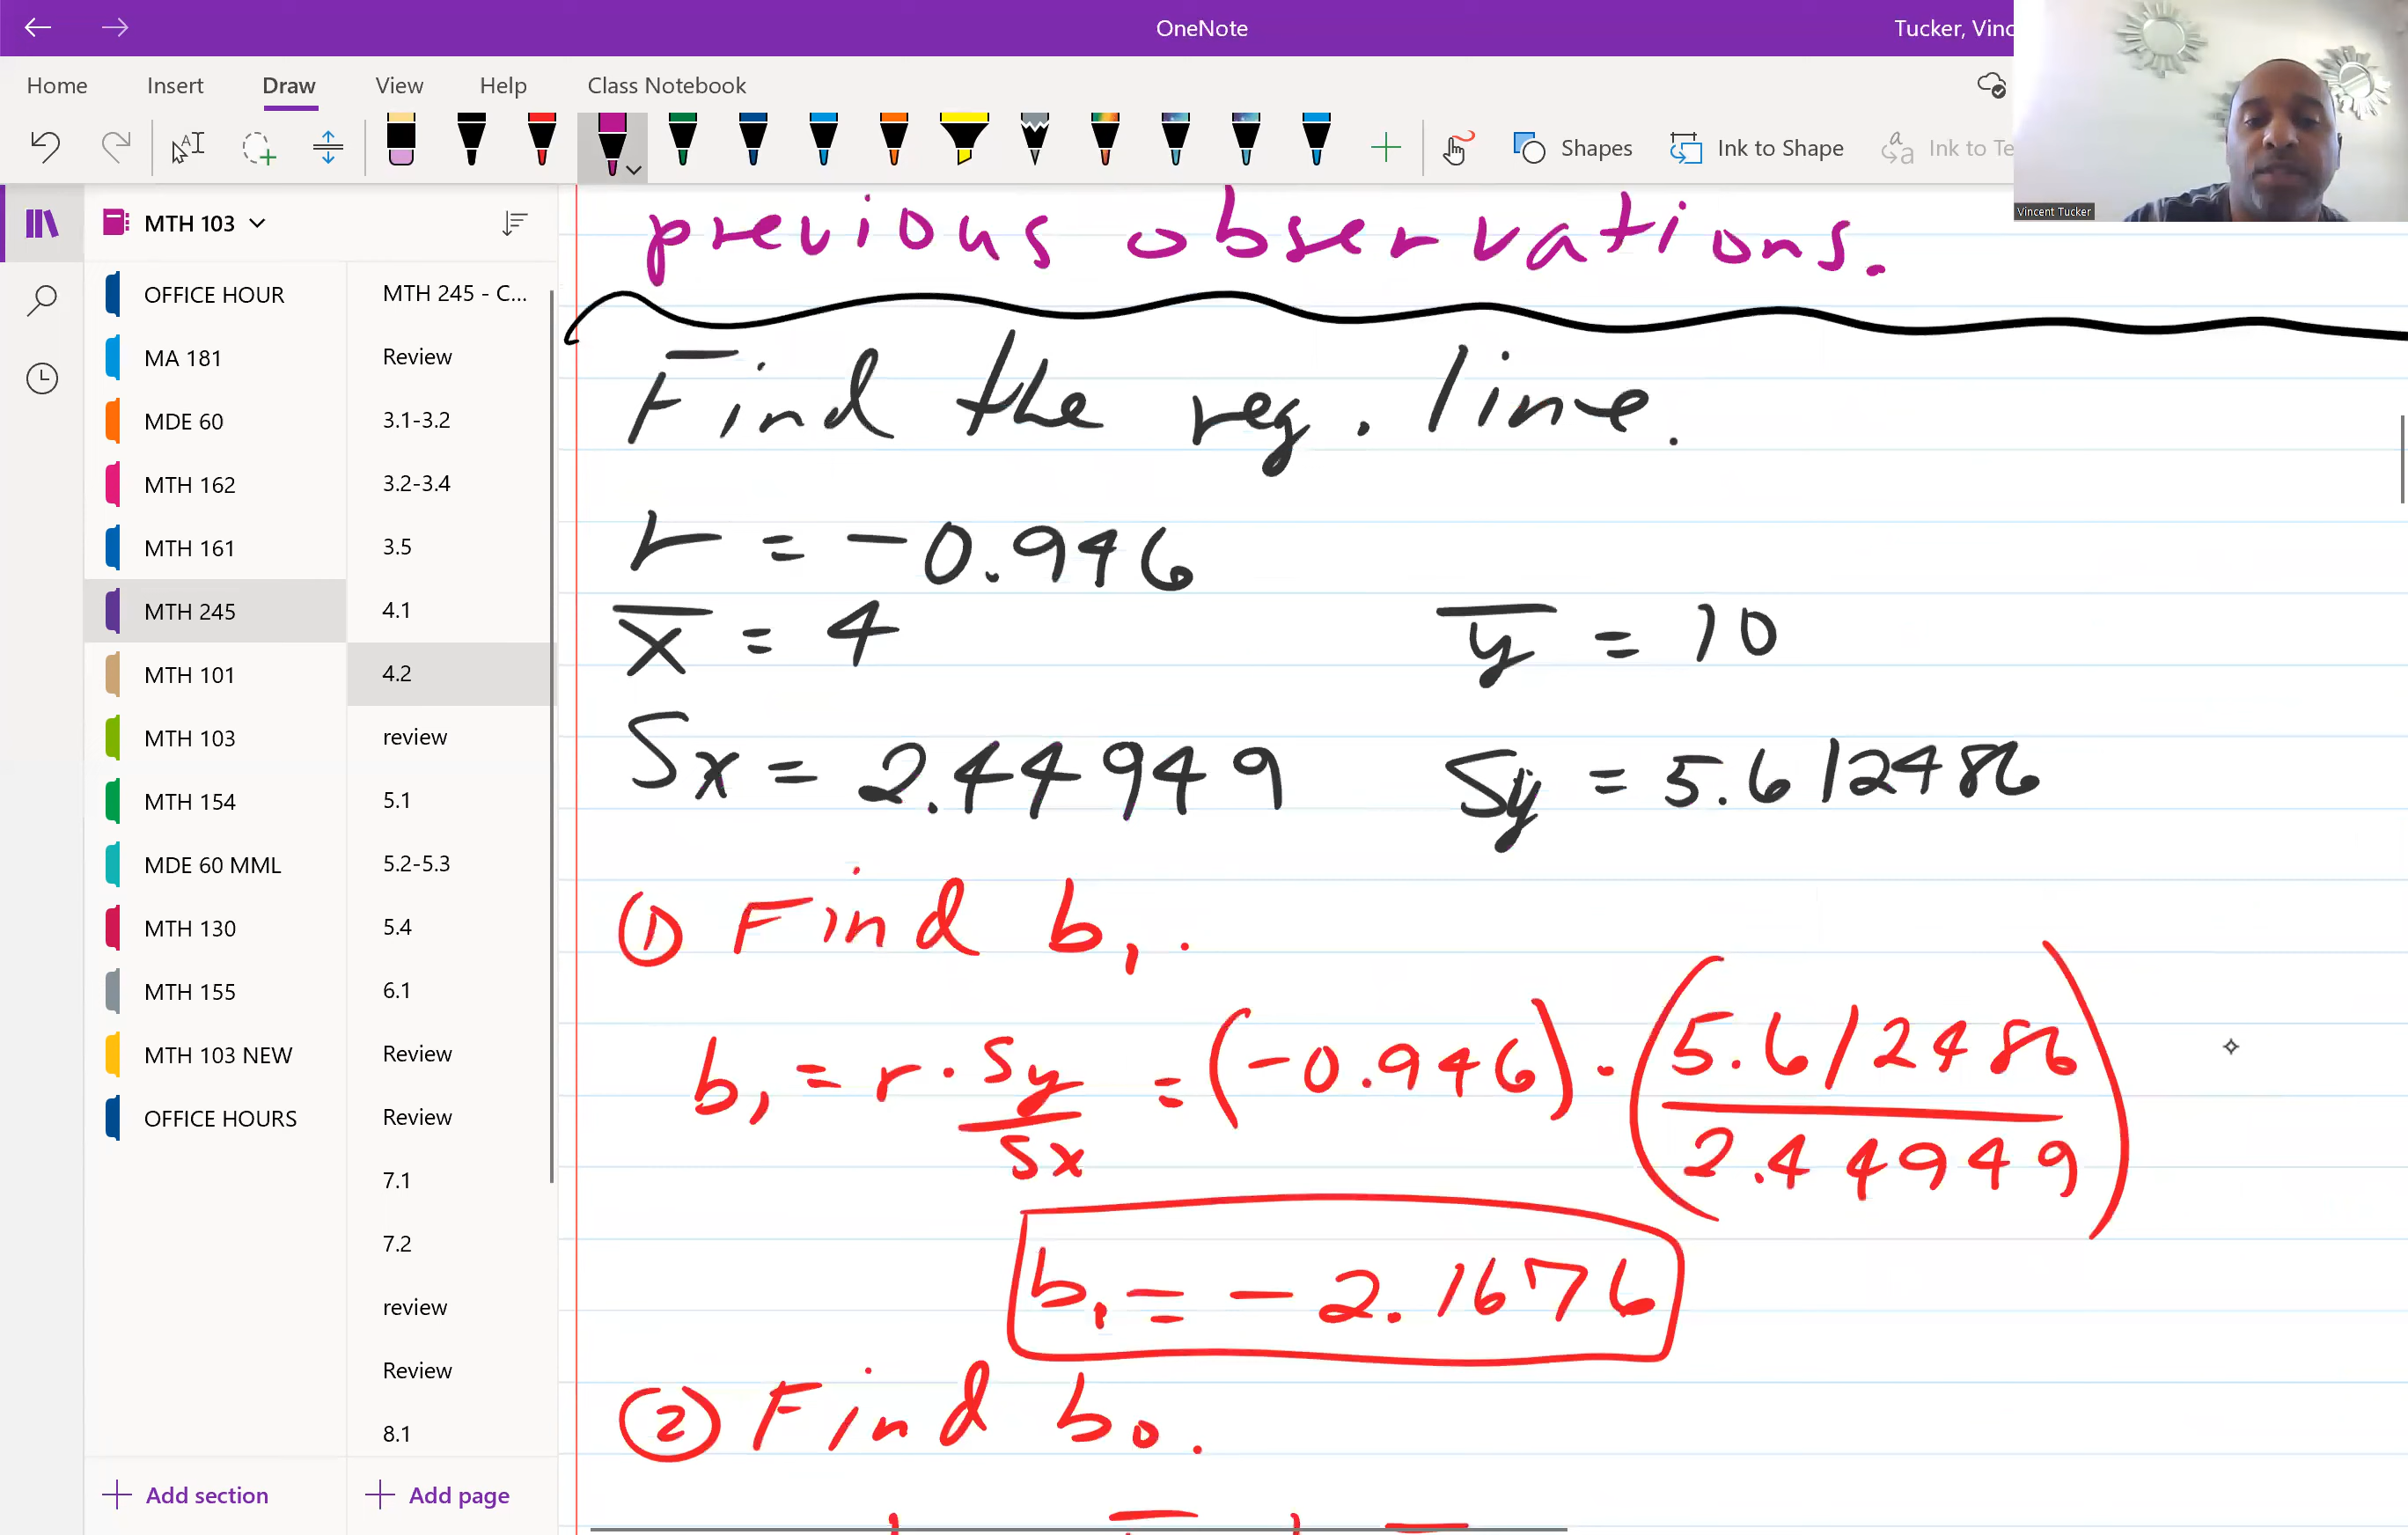 OneNote
Tucker, Vinc
Home Insert Draw View Help Class Notebook
Shapes Ink to Shape Ink to Te
Vincent Tucker
MTH 103
OFFICE HOUR
MA 181
MDE 60
MTH 162
MTH 161
MTH 245
MTH 101
MTH 103
MTH 154
MDE 60 MML
MTH 130
MTH 155
MTH 103 NEW
OFFICE HOURS
Add section
MTH 245 - C...
Review
3.1-3.2
3.2-3.4
3.5
4.1
4.2
review
5.1
5.2-5.3
5.4
6.1
Review
Review
7.1
7.2
review
Review
8.1
Add page
previous observations.
Find the reg. line.
r = -0.946
x̄ = 4 ȳ = 10
Sx = 2.44949 Sy = 5.612486
① Find b₁.
b₁ = r · Sy/Sx = (-0.946) · (5.612486/2.44949)
b₁ = -2.1676
② Find b₀.